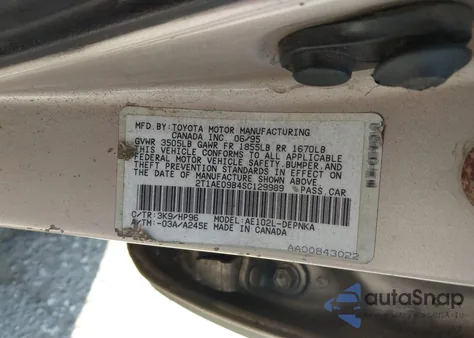 MFD. BY: TOYOTA MOTOR MANUFACTURING
CANADA INC. 06/95
GVWR 3505LB GAWR FR 1855LB RR 1670LB
THIS VEHICLE CONFORMS TO ALL APPLICABLE
FEDERAL MOTOR VEHICLE SAFETY, BUMPER, AND
THEFT PREVENTION STANDARDS IN EFFECT ON
THE DATE OF MANUFACTURE SHOWN ABOVE.
2T1AE09B4SC129989 PASS. CAR
C/TR: 3K9/HP96 MODEL: AE102L-DEPNKA
A/TM: -03A/A245E MADE IN CANADA
AA00843022
autoSnap